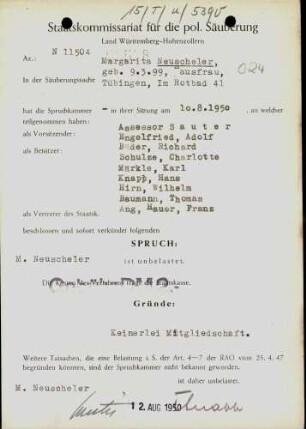 15/T/u/5395
Staatskommissariat für die pol. Säuberung
Land Württemberg-Hohenzollern
N 11504
Az.:
Margarita Neuscheler,
geb. 9.3.99, Hausfrau,
024
In der Säuberungssache
Tübingen, Im Rotbad 41
hat die Spruchkammer – in ihrer Sitzung am 10.8.1950, an welcher
teilgenommen haben:
als Vorsitzender: Assessor Sauter
als Beisitzer: Engelfried, Adolf
Bader, Richard
Schulze, Charlotte
Märkle, Karl
Knapp, Hans
Hirn, Wilhelm
Baumann, Thomas
als Vertreter des Staatsk. Ang. Hauer, Franz
beschlossen und sofort verkündet folgenden
SPRUCH:
M. Neuscheler
ist unbelastet.
Die Kosten des Verfahrens trägt die Staatskasse.
Gründe:
Keinerlei Mitgliedschaft.
Weitere Tatsachen, die eine Belastung i. S. der Art. 4—7 der RAO vom 25. 4. 47
begründen könnten, sind der Spruchkammer nicht bekannt geworden.
M. Neuscheler
ist daher unbelastet.
12. AUG 1950